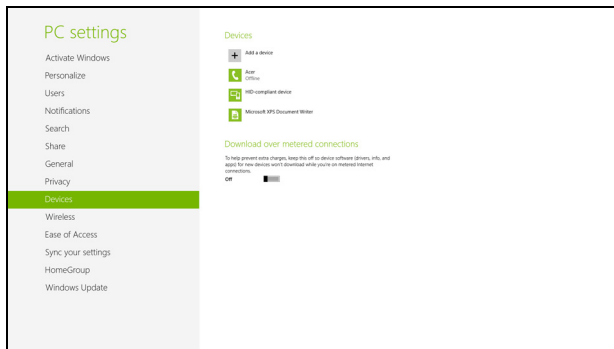 PC settings
Activate Windows
Personalize
Users
Notifications
Search
Share
General
Privacy
Devices
Wireless
Ease of Access
Sync your settings
HomeGroup
Windows Update
Devices
Add a device
Acer
Offline
HID-compliant device
Microsoft XPS Document Writer
Download over metered connections
To help prevent extra charges, keep this off so device software (drivers, info, and
apps) for new devices won't download while you're on metered Internet
connections.
Off